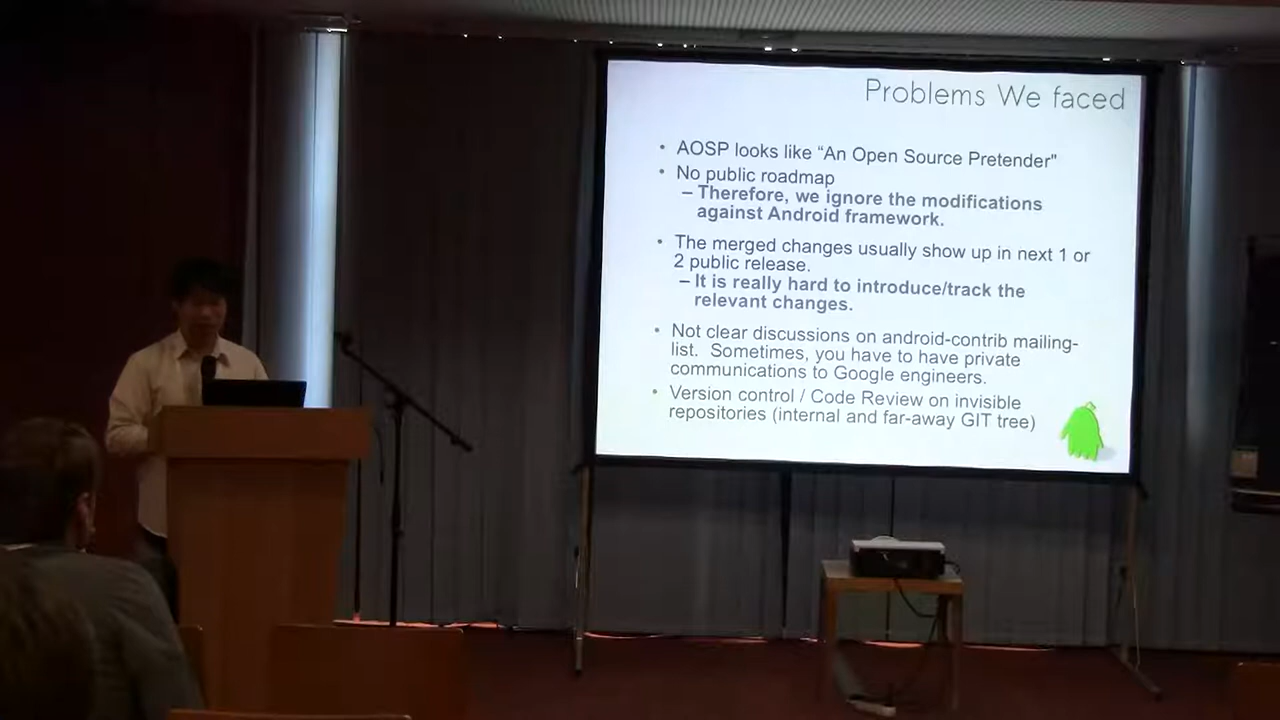 Problems We faced
• AOSP looks like “An Open Source Pretender"
• No public roadmap
– Therefore, we ignore the modifications
against Android framework.
• The merged changes usually show up in next 1 or
2 public release.
– It is really hard to introduce/track the
relevant changes.
• Not clear discussions on android-contrib mailing-
list. Sometimes, you have to have private
communications to Google engineers.
• Version control / Code Review on invisible
repositories (internal and far-away GIT tree)